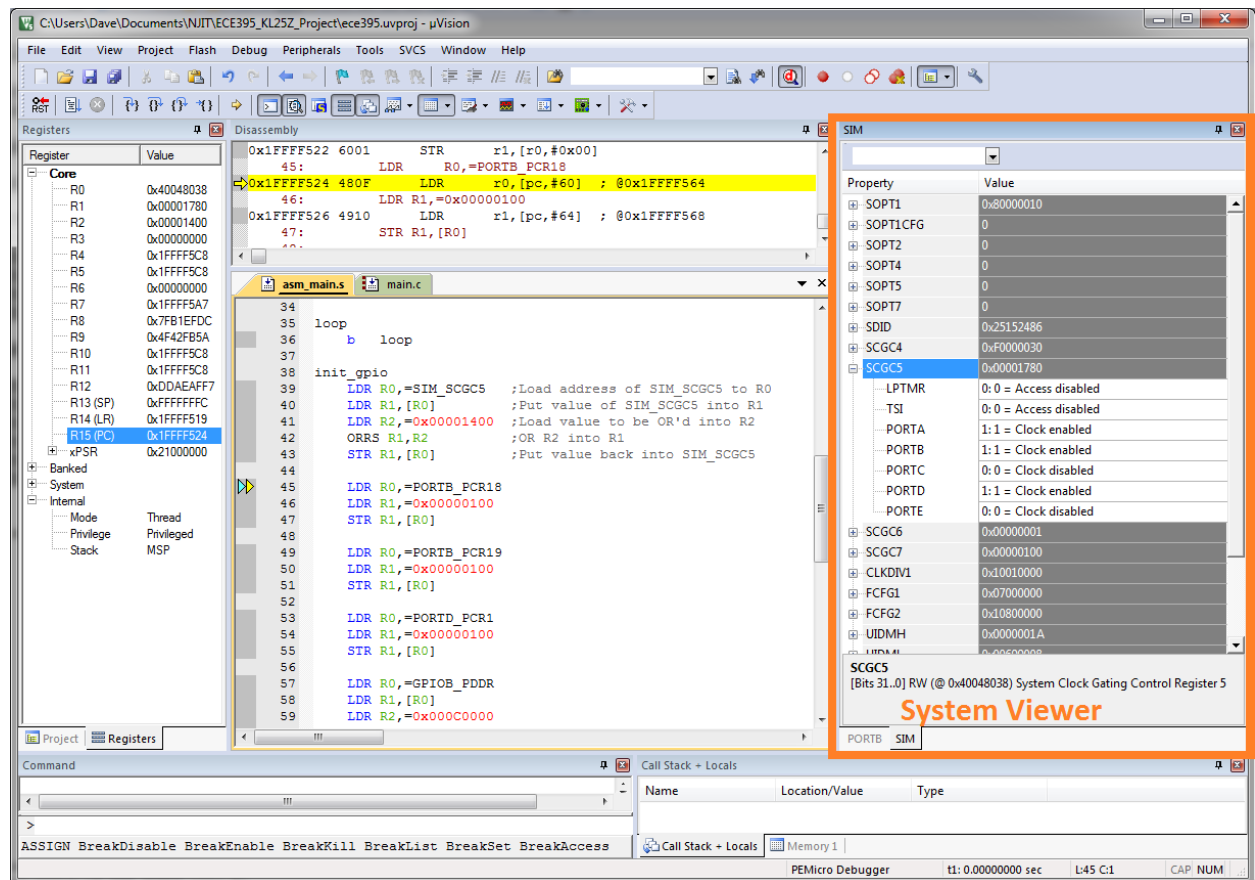 C:\Users\Dave\Documents\NJIT\ECE395_KL25Z_Project\ece395.uvproj - µVision
File Edit View Project Flash Debug Peripherals Tools SVCS Window Help
RST
Registers
Register Value
Core
R0 0x40048038
R1 0x00001780
R2 0x00001400
R3 0x00000000
R4 0x1FFFF5C8
R5 0x1FFFF5C8
R6 0x00000000
R7 0x1FFFF5A7
R8 0x7FB1EFDC
R9 0x4F42FB5A
R10 0x1FFFF5C8
R11 0x1FFFF5C8
R12 0xDDAEAFF7
R13 (SP) 0xFFFFFFFC
R14 (LR) 0x1FFFF519
R15 (PC) 0x1FFFF524
xPSR 0x21000000
Banked
System
Internal
Mode Thread
Privilege Privileged
Stack MSP
Project Registers
Disassembly
0x1FFFF522 6001 STR r1,[r0,#0x00]
45: LDR R0,=PORTB_PCR18
0x1FFFF524 480F LDR r0,[pc,#60] ; @0x1FFFF564
46: LDR R1,=0x00000100
0x1FFFF526 4910 LDR r1,[pc,#64] ; @0x1FFFF568
47: STR R1,[R0]
48:
asm_main.s main.c
34
35 loop
36 b loop
37
38 init_gpio
39 LDR R0,=SIM_SCGC5 ;Load address of SIM_SCGC5 to R0
40 LDR R1,[R0] ;Put value of SIM_SCGC5 into R1
41 LDR R2,=0x00001400 ;Load value to be OR'd into R2
42 ORRS R1,R2 ;OR R2 into R1
43 STR R1,[R0] ;Put value back into SIM_SCGC5
44
45 LDR R0,=PORTB_PCR18
46 LDR R1,=0x00000100
47 STR R1,[R0]
48
49 LDR R0,=PORTB_PCR19
50 LDR R1,=0x00000100
51 STR R1,[R0]
52
53 LDR R0,=PORTD_PCR1
54 LDR R1,=0x00000100
55 STR R1,[R0]
56
57 LDR R0,=GPIOB_PDDR
58 LDR R1,[R0]
59 LDR R2,=0x000C0000
SIM
Property Value
SOPT1 0x80000010
SOPT1CFG 0
SOPT2 0
SOPT4 0
SOPT5 0
SOPT7 0
SDID 0x25152486
SCGC4 0xF0000030
SCGC5 0x00001780
LPTMR 0: 0 = Access disabled
TSI 0: 0 = Access disabled
PORTA 1: 1 = Clock enabled
PORTB 1: 1 = Clock enabled
PORTC 0: 0 = Clock disabled
PORTD 1: 1 = Clock enabled
PORTE 0: 0 = Clock disabled
SCGC6 0x00000001
SCGC7 0x00000100
CLKDIV1 0x10010000
FCFG1 0x07000000
FCFG2 0x10800000
UIDMH 0x0000001A
SCGC5
[Bits 31..0] RW (@ 0x40048038) System Clock Gating Control Register 5
System Viewer
PORTB SIM
Command
>
ASSIGN BreakDisable BreakEnable BreakKill BreakList BreakSet BreakAccess
Call Stack + Locals
Name Location/Value Type
Call Stack + Locals Memory 1
PEMicro Debugger t1: 0.00000000 sec L:45 C:1 CAP NUM